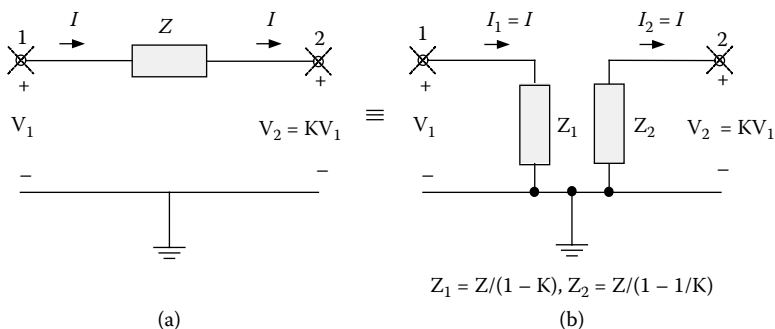 I Z I
1 2
+ +
V₁ V₂ = KV₁
– –
(a)
≡
I₁ = I I₂ = I
1 2
+ +
V₁ Z₁ Z₂ V₂ = KV₁
– –
Z₁ = Z/(1 – K), Z₂ = Z/(1 – 1/K)
(b)